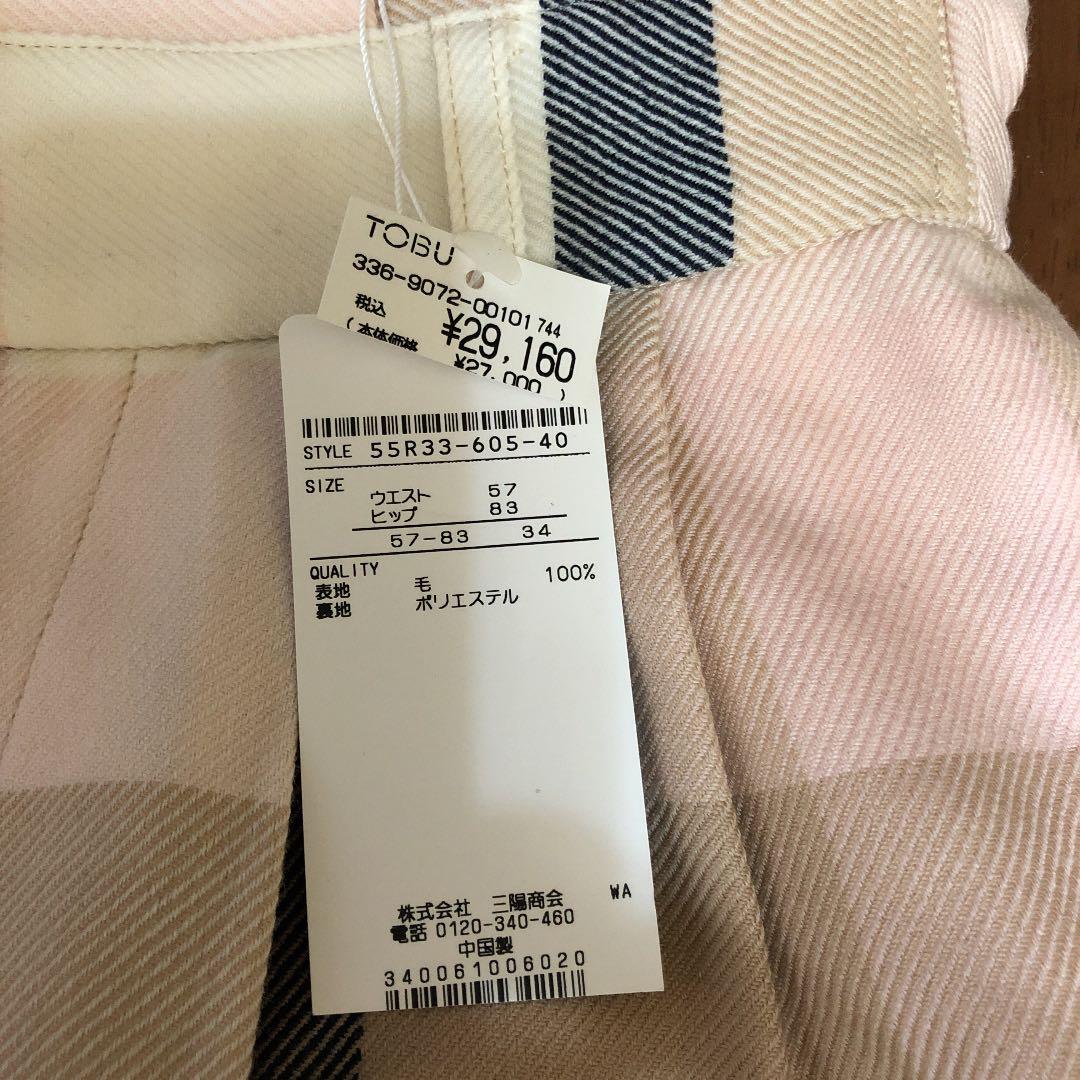 TOBU
336-9072-00101 744
税込 ¥29,160
(本体価格 ¥27,000 )
STYLE 55R33-605-40
SIZE
ウエスト 57
ヒップ 83
57-83 34
QUALITY
表地 毛 100%
裏地 ポリエステル
WA
株式会社 三陽商会
電話 0120-340-460
中国製
340061006020